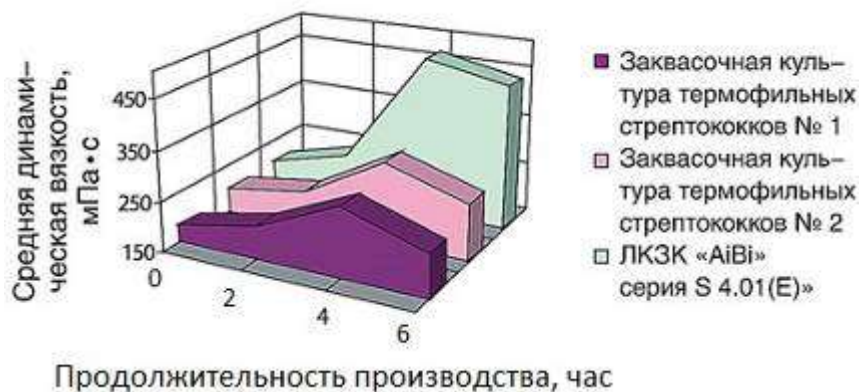 Средняя динами–
ческая вязкость,
мПа•с
450
350
250
150
0
2
4
6
Продолжительность производства, час
Заквасочная куль–
тура термофильных
стрептококков № 1
Заквасочная куль–
тура термофильных
стрептококков № 2
ЛКЗК «AiBi»
серия S 4.01(E)»